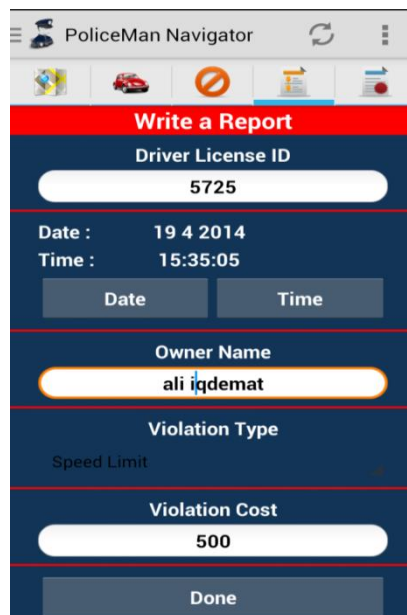 PoliceMan Navigator
Write a Report
Driver License ID
5725
Date : 19 4 2014
Time : 15:35:05
Date Time
Owner Name
ali iqdemat
Violation Type
Speed Limit
Violation Cost
500
Done